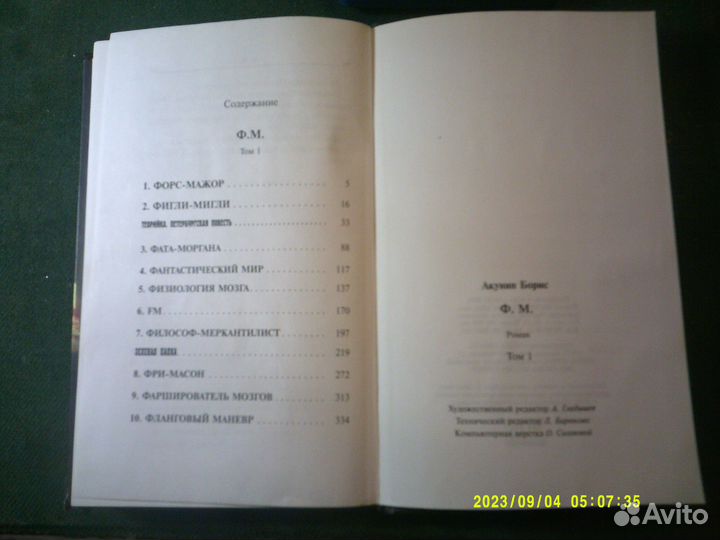 Содержание
Ф.М.
Том 1
1. ФОРС-МАЖОР 5
2. ФИГЛИ-МИГЛИ 16
ТЕОРИЙКА. ПЕТЕРБУРГСКАЯ ПОВЕСТЬ 33
3. ФАТА-МОРГАНА 88
4. ФАНТАСТИЧЕСКИЙ МИР 117
5. ФИЗИОЛОГИЯ МОЗГА 137
6. FM 170
7. ФИЛОСОФ-МЕРКАНТИЛИСТ 197
219
8. ФРИ-МАСОН 272
9. ФАРШИРОВАТЕЛЬ МОЗГОВ 313
10. ФЛАНГОВЫЙ МАНЕВР 334
Акунин Борис
Ф. М.
Роман
Том 1
Художественный редактор А.
Технический редактор Л.
Компьютерная верстка О.
2023/09/04 05:07:35
Avito